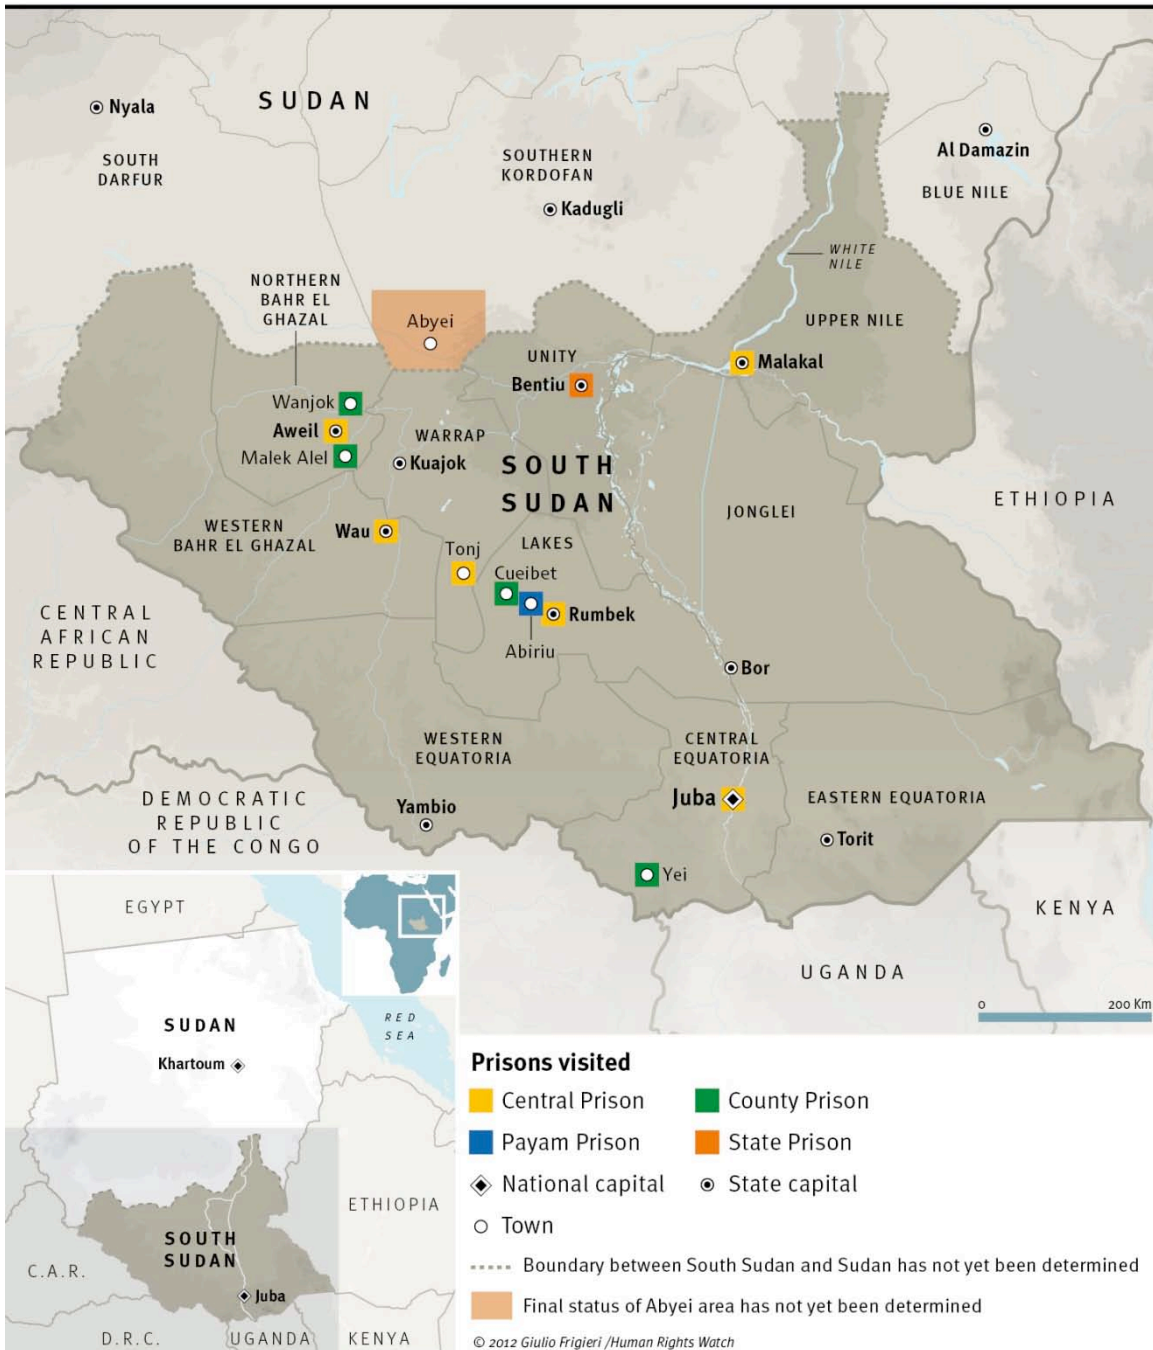 SUDAN
Nyala
SOUTH
DARFUR
SOUTHERN
KORDOFAN
Kadugli
Al Damazin
BLUE NILE
WHITE
NILE
NORTHERN
BAHR EL
GHAZAL
Abyei
UPPER NILE
UNITY
Bentiu
Malakal
Wanjok
Aweil
Malek Alel
WARRAP
Kuajok
SOUTH
SUDAN
ETHIOPIA
JONGLEI
WESTERN
BAHR EL GHAZAL
Wau
Tonj
LAKES
Cueibet
Rumbek
Abiriu
CENTRAL
AFRICAN
REPUBLIC
Bor
WESTERN
EQUATORIA
CENTRAL
EQUATORIA
Juba
EASTERN EQUATORIA
Yambio
Torit
DEMOCRATIC
REPUBLIC
OF THE CONGO
Yei
KENYA
UGANDA
0 200 Km
EGYPT
RED
SEA
SUDAN
Khartoum
ETHIOPIA
SOUTH
SUDAN
C.A.R.
Juba
D.R.C.
UGANDA
KENYA
Prisons visited
Central Prison
County Prison
Payam Prison
State Prison
National capital
State capital
Town
Boundary between South Sudan and Sudan has not yet been determined
Final status of Abyei area has not yet been determined
© 2012 Giulio Frigieri /Human Rights Watch